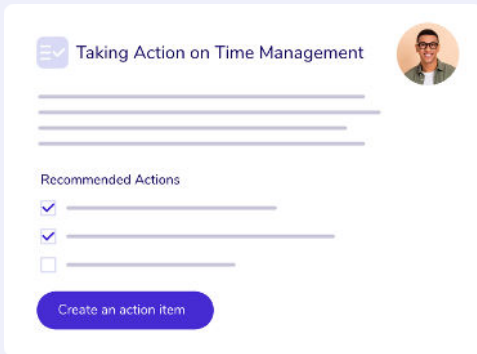 Taking Action on Time Management
Recommended Actions
Create an action item